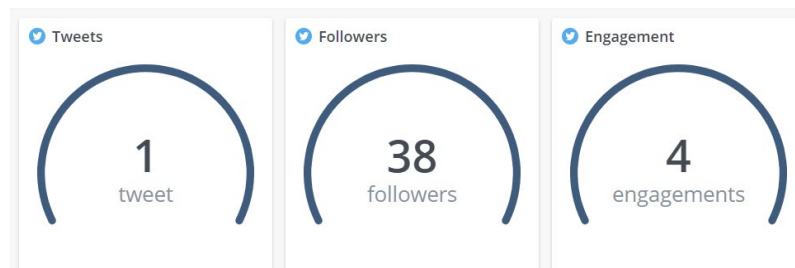 Tweets
1
tweet
Followers
38
followers
Engagement
4
engagements